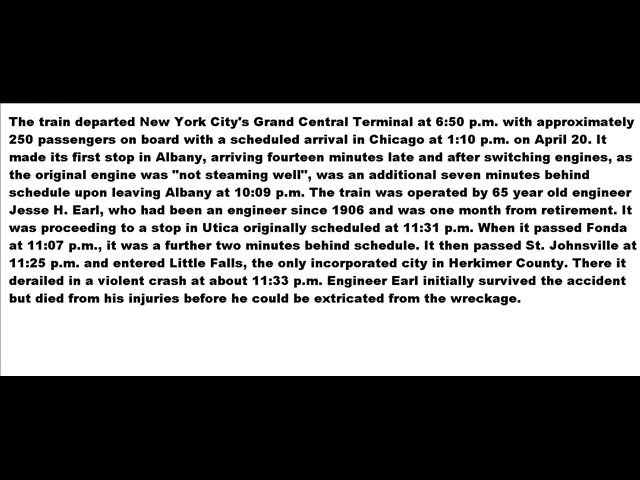 The train departed New York City's Grand Central Terminal at 6:50 p.m. with approximately
250 passengers on board with a scheduled arrival in Chicago at 1:10 p.m. on April 20. It
made its first stop in Albany, arriving fourteen minutes late and after switching engines, as
the original engine was "not steaming well", was an additional seven minutes behind
schedule upon leaving Albany at 10:09 p.m. The train was operated by 65 year old engineer
Jesse H. Earl, who had been an engineer since 1906 and was one month from retirement. It
was proceeding to a stop in Utica originally scheduled at 11:31 p.m. When it passed Fonda
at 11:07 p.m., it was a further two minutes behind schedule. It then passed St. Johnsville at
11:25 p.m. and entered Little Falls, the only incorporated city in Herkimer County. There it
derailed in a violent crash at about 11:33 p.m. Engineer Earl initially survived the accident
but died from his injuries before he could be extricated from the wreckage.